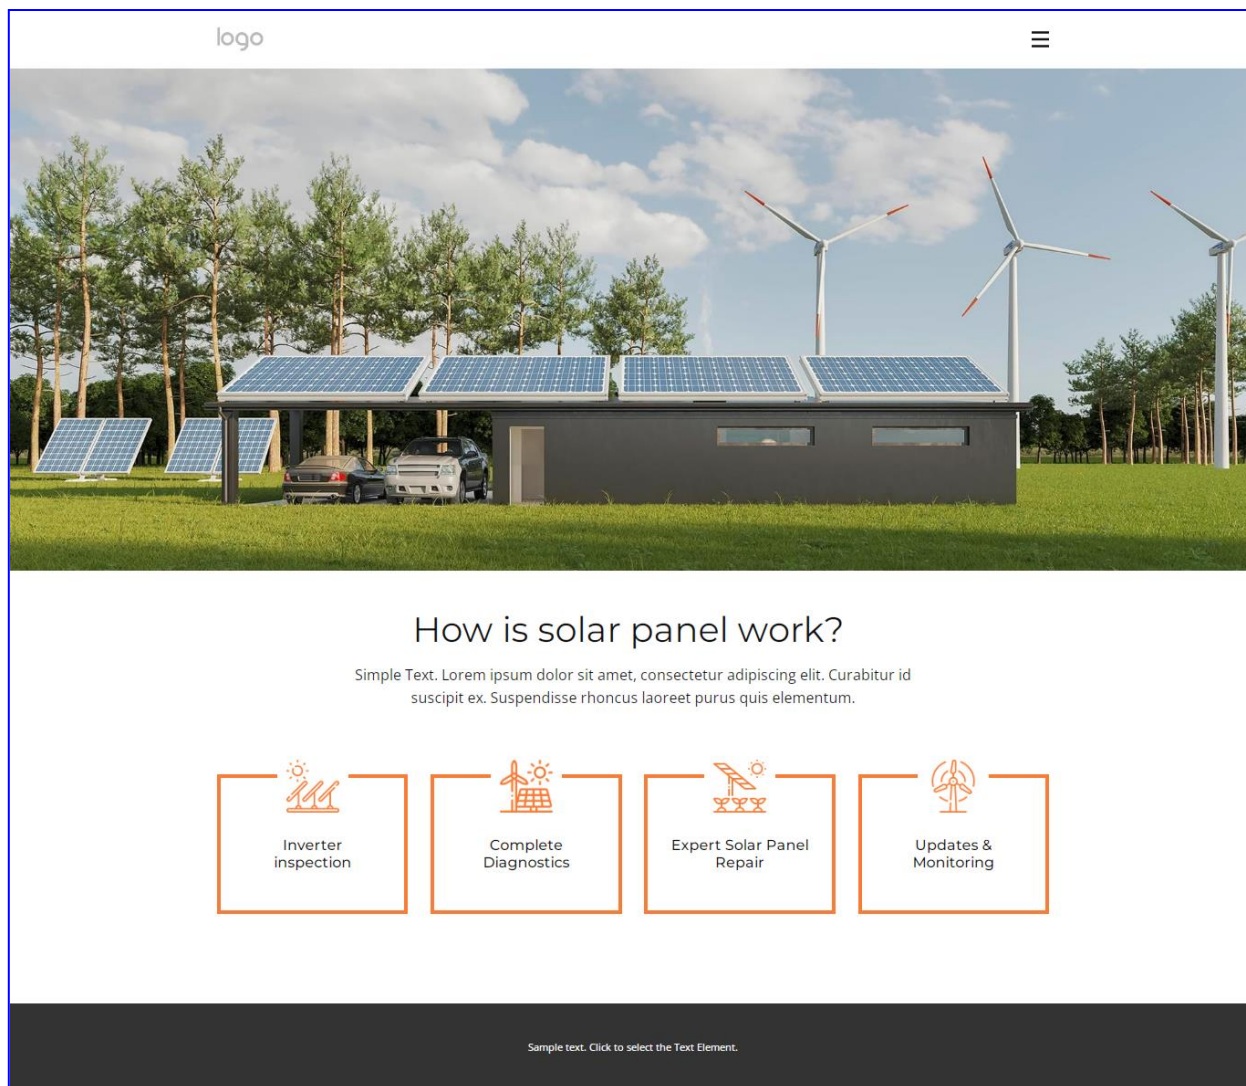 logo
How is solar panel work?
Simple Text. Lorem ipsum dolor sit amet, consectetur adipiscing elit. Curabitur id
suscipit ex. Suspendisse rhoncus laoreet purus quis elementum.
Inverter
inspection
Complete
Diagnostics
Expert Solar Panel
Repair
Updates &
Monitoring
Sample text. Click to select the Text Element.